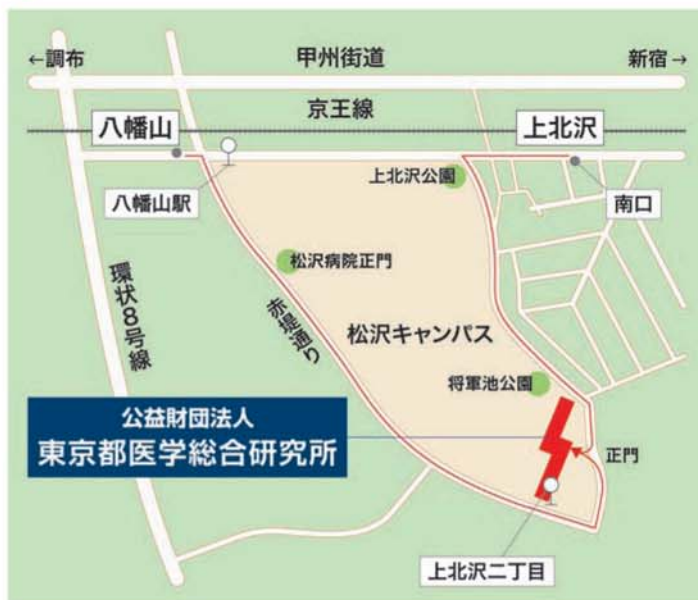 ←調布
甲州街道
新宿→
京王線
八幡山
上北沢
八幡山駅
上北沢公園
南口
松沢病院正門
環状8号線
赤堤通り
松沢キャンパス
将軍池公園
公益財団法人
東京都医学総合研究所
正門
上北沢二丁目